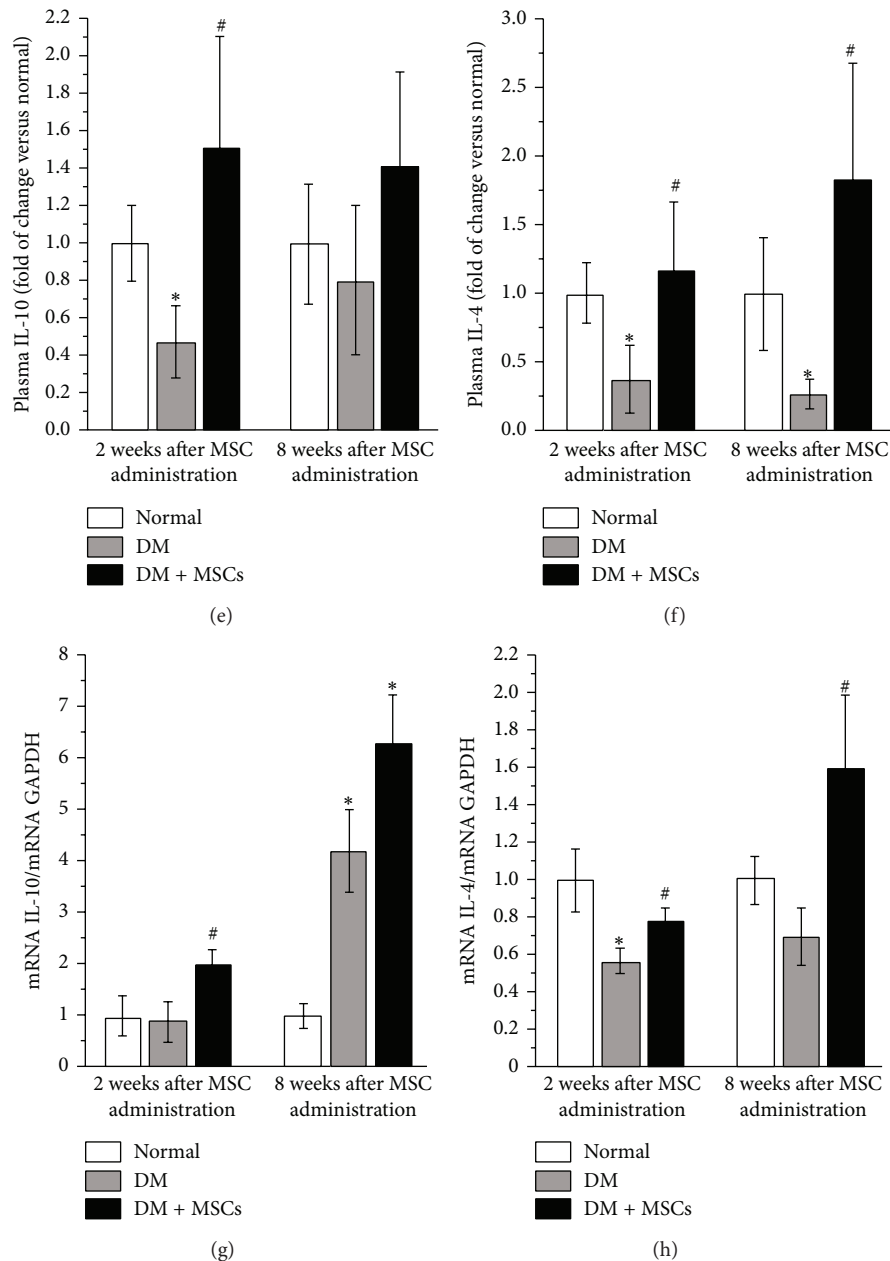 Plasma IL-10 (fold of change versus normal)
2.2
2.0
1.8
1.6
1.4
1.2
1.0
0.8
0.6
0.4
0.2
0.0
*
#
2 weeks after MSC
administration
8 weeks after MSC
administration
Normal
DM
DM + MSCs
(e)
Plasma IL-4 (fold of change versus normal)
3.0
2.5
2.0
1.5
1.0
0.5
0.0
*
#
*
#
2 weeks after MSC
administration
8 weeks after MSC
administration
Normal
DM
DM + MSCs
(f)
mRNA IL-10/mRNA GAPDH
8
7
6
5
4
3
2
1
0
#
*
*
2 weeks after MSC
administration
8 weeks after MSC
administration
Normal
DM
DM + MSCs
(g)
mRNA IL-4/mRNA GAPDH
2.2
2.0
1.8
1.6
1.4
1.2
1.0
0.8
0.6
0.4
0.2
0
*
#
#
2 weeks after MSC
administration
8 weeks after MSC
administration
Normal
DM
DM + MSCs
(h)